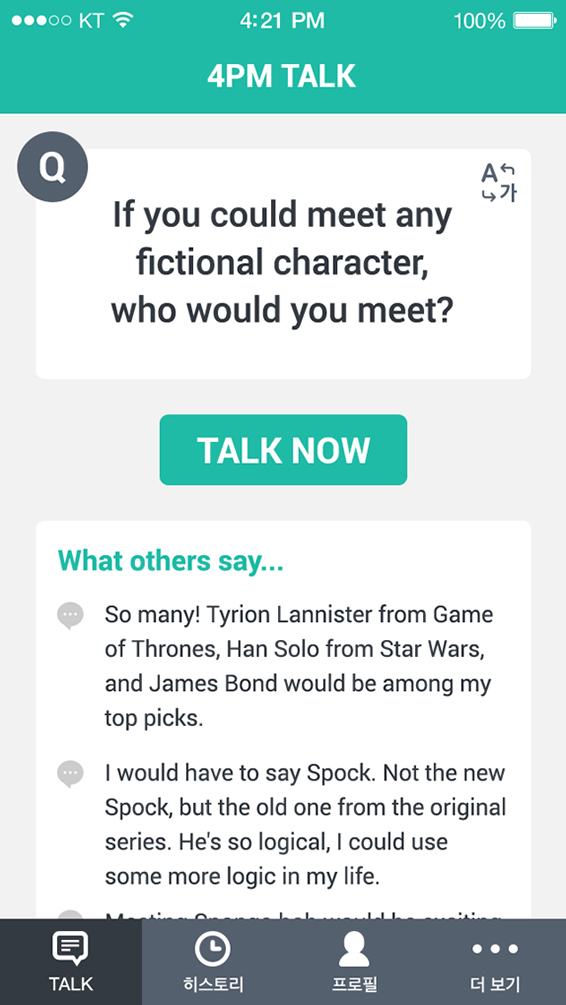 KT 4:21 PM 100%
4PM TALK
Q
A
가
If you could meet any
fictional character,
who would you meet?
TALK NOW
What others say...
So many! Tyrion Lannister from Game
of Thrones, Han Solo from Star Wars,
and James Bond would be among my
top picks.
I would have to say Spock. Not the new
Spock, but the old one from the original
series. He's so logical, I could use
some more logic in my life.
TALK 히스토리 프로필 더 보기